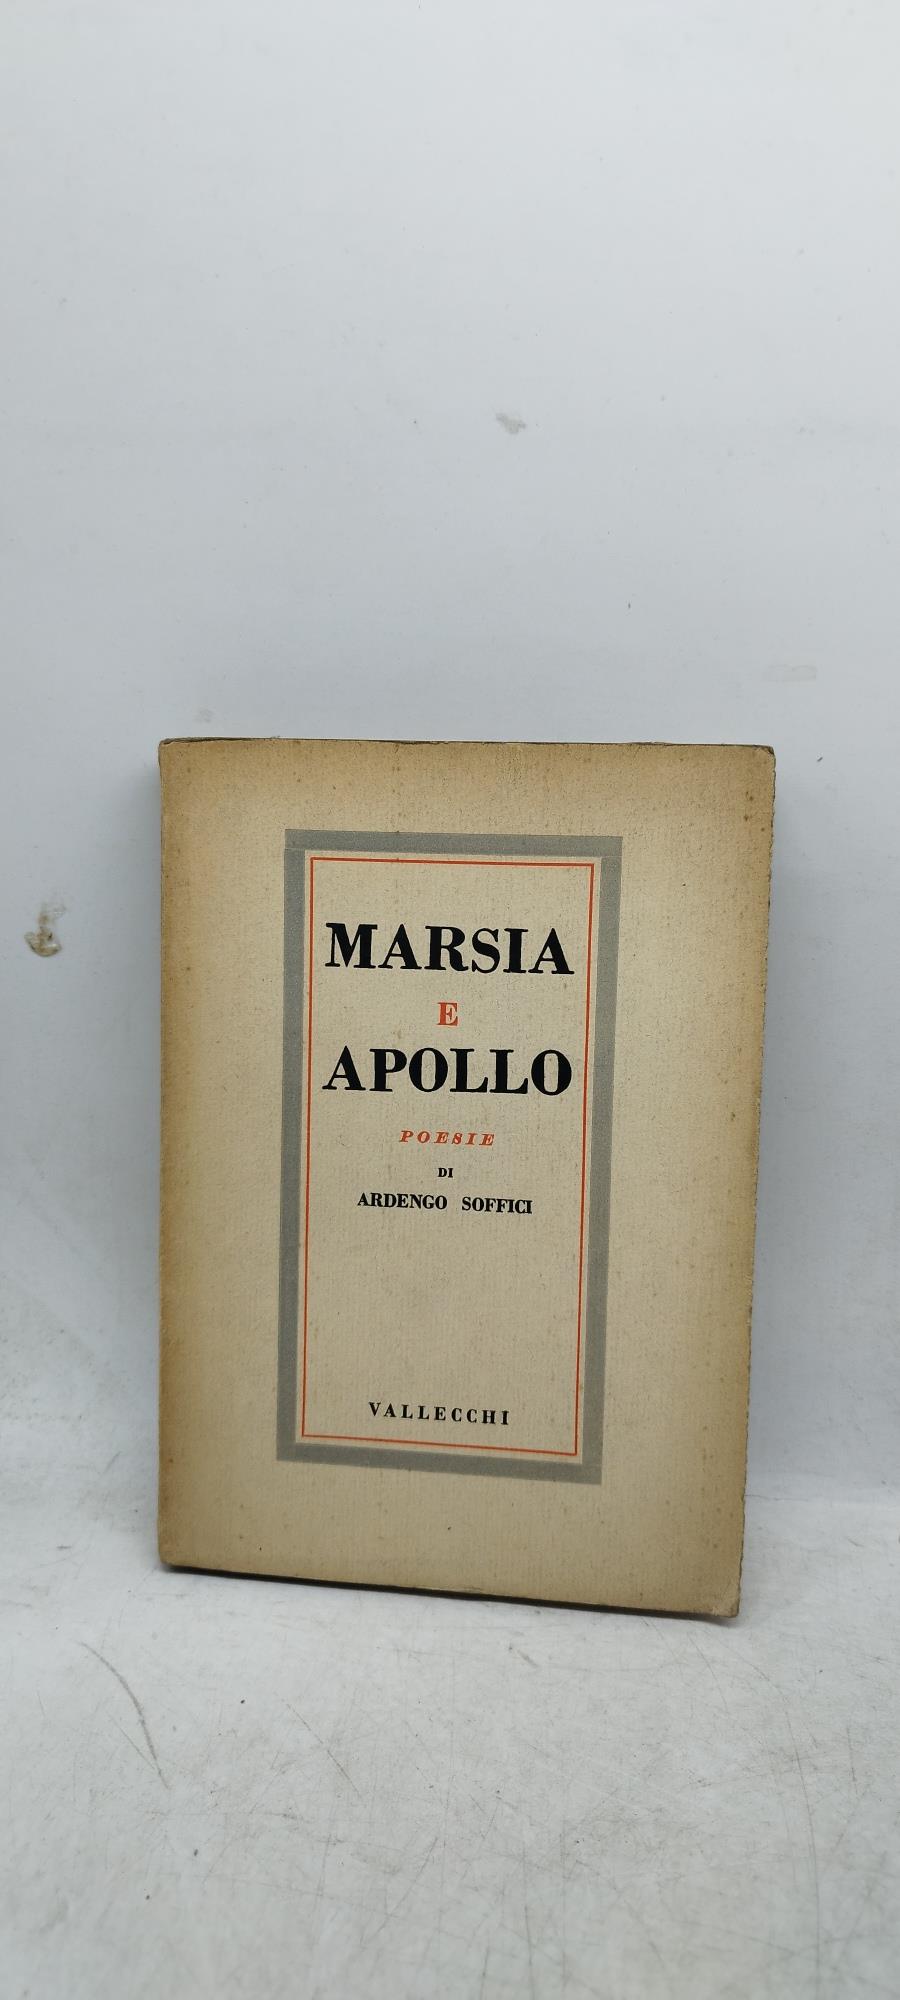 MARSIA
E
APOLLO
POESIE
DI
ARDENGO SOFFICI
VALLECCHI